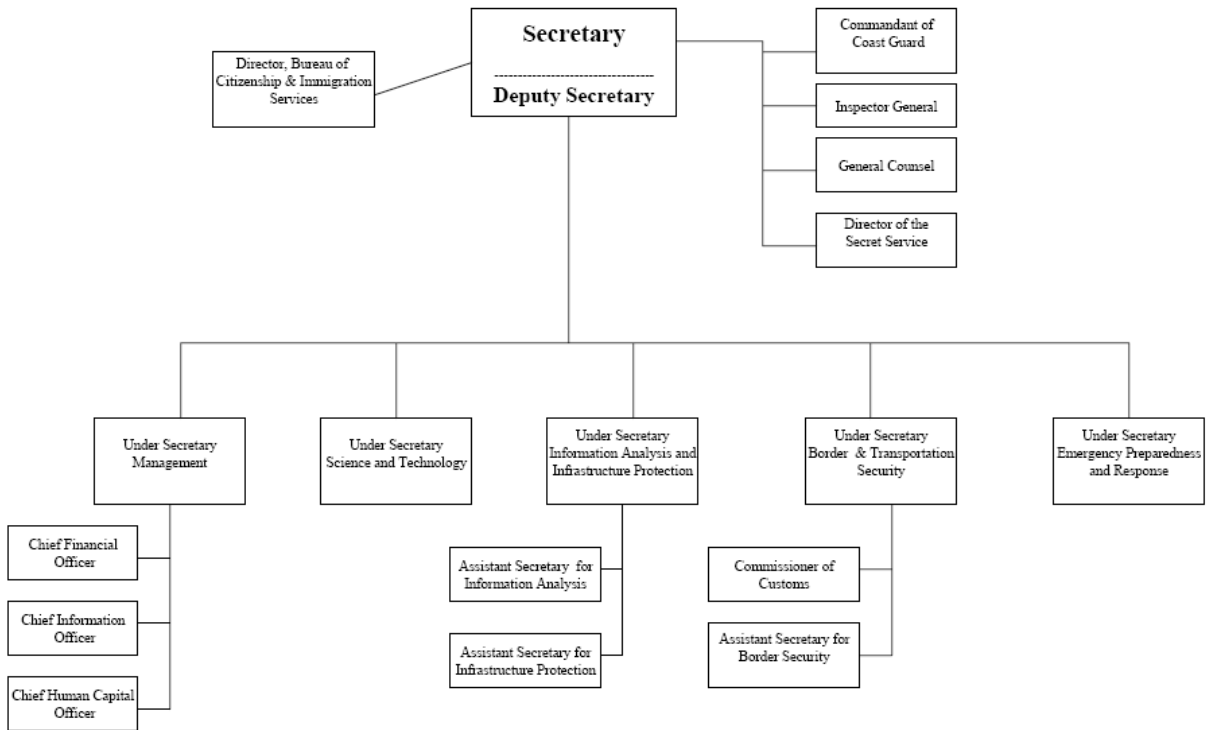 Secretary
--------------------------------
Deputy Secretary
Director, Bureau of
Citizenship & Immigration
Services
Commandant of
Coast Guard
Inspector General
General Counsel
Director of the
Secret Service
Under Secretary
Management
Under Secretary
Science and Technology
Under Secretary
Information Analysis and
Infrastructure Protection
Under Secretary
Border & Transportation
Security
Under Secretary
Emergency Preparedness
and Response
Chief Financial
Officer
Chief Information
Officer
Chief Human Capital
Officer
Assistant Secretary for
Information Analysis
Assistant Secretary for
Infrastructure Protection
Commissioner of
Customs
Assistant Secretary for
Border Security